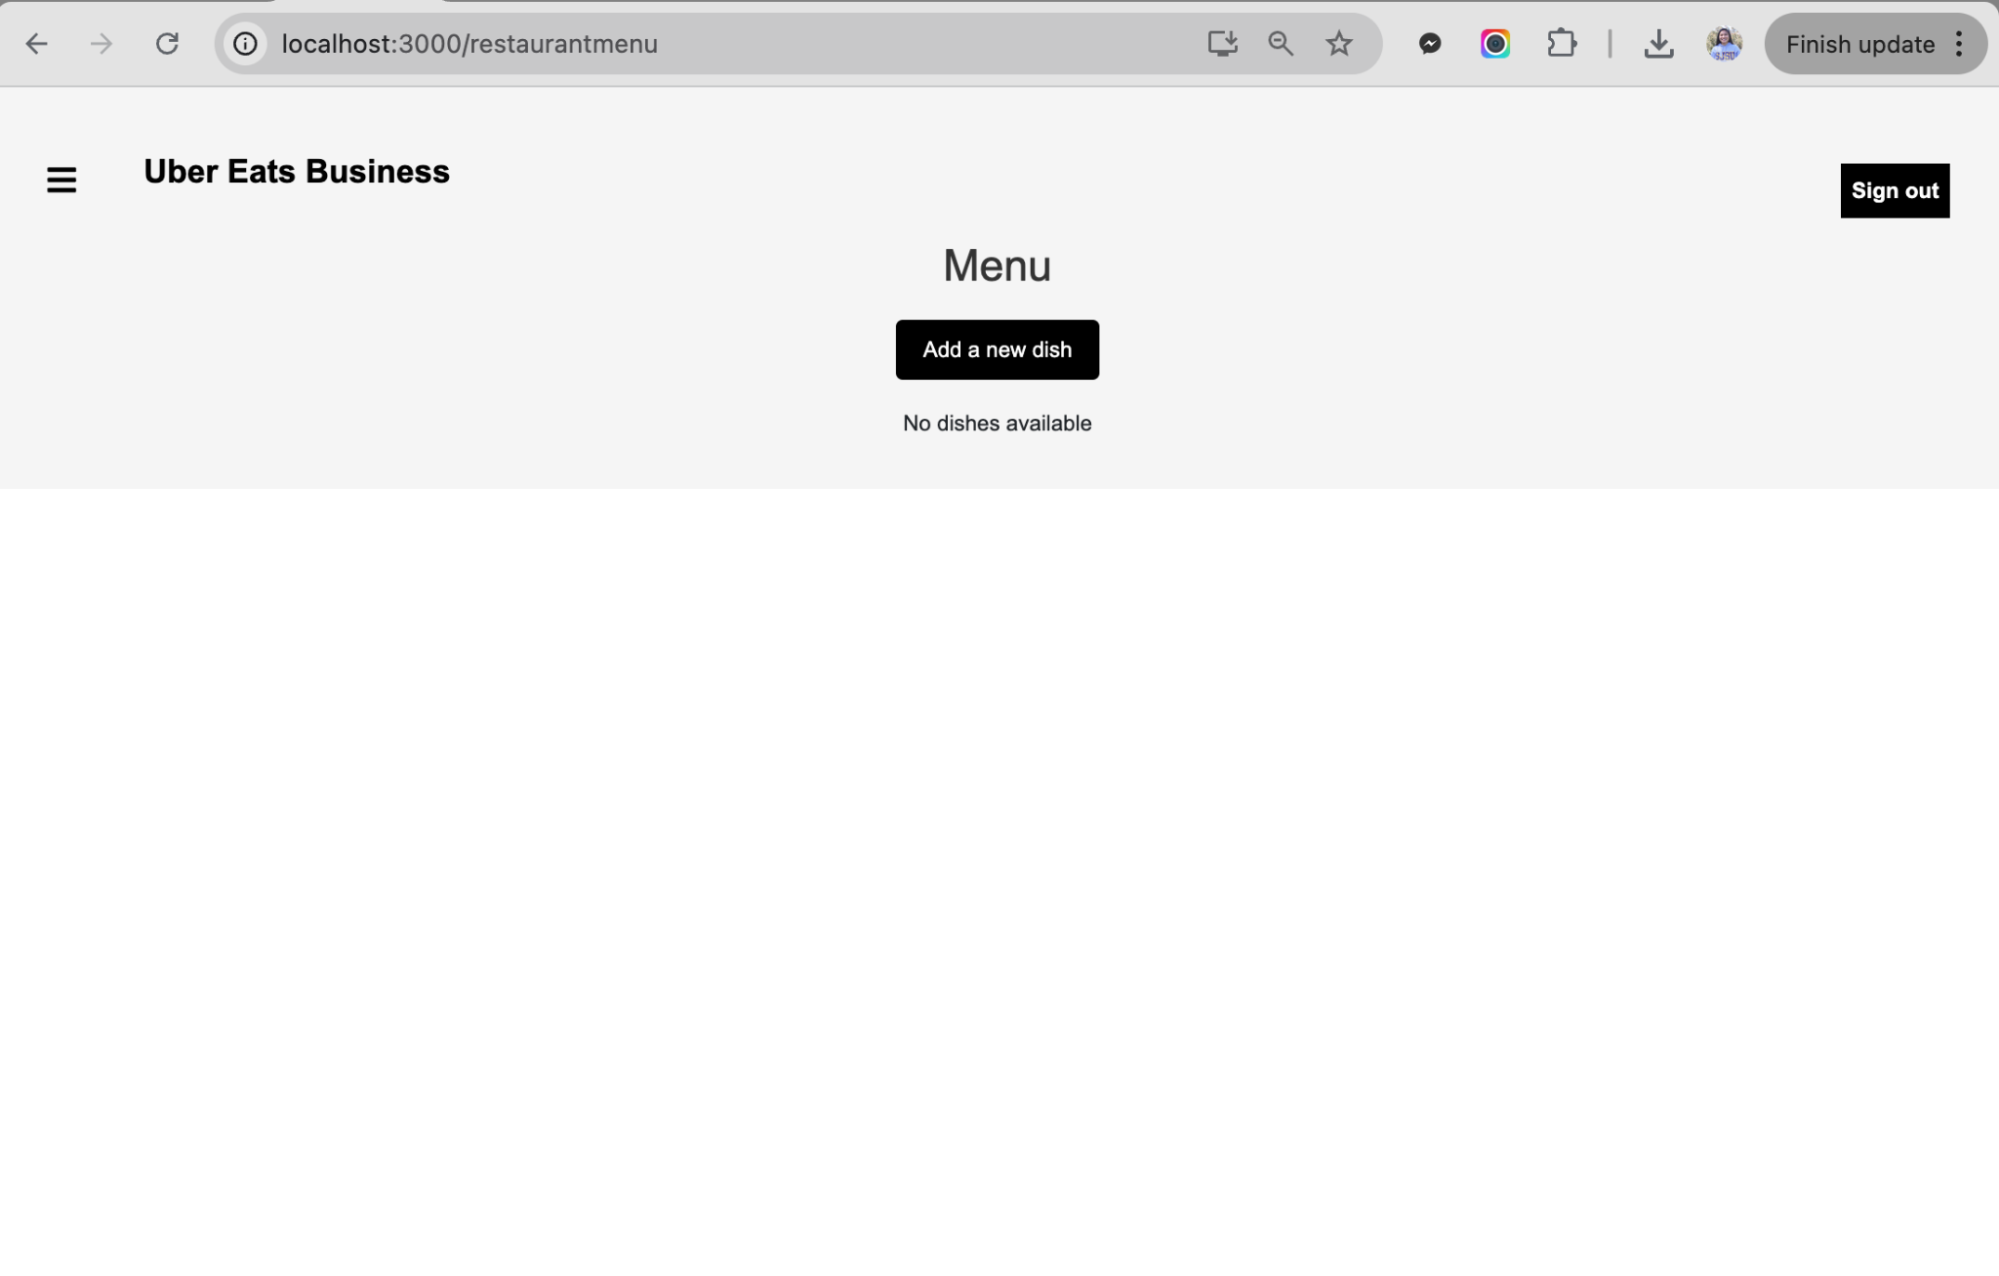 localhost:3000/restaurantmenu
Finish update
Uber Eats Business
Sign out
Menu
Add a new dish
No dishes available